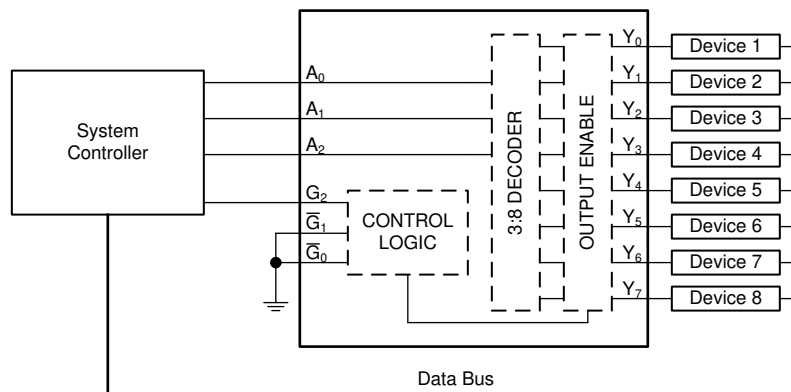 System
Controller
A0
A1
A2
G2
G̅1
G̅0
CONTROL
LOGIC
3:8 DECODER
OUTPUT ENABLE
Y0
Y1
Y2
Y3
Y4
Y5
Y6
Y7
Device 1
Device 2
Device 3
Device 4
Device 5
Device 6
Device 7
Device 8
Data Bus